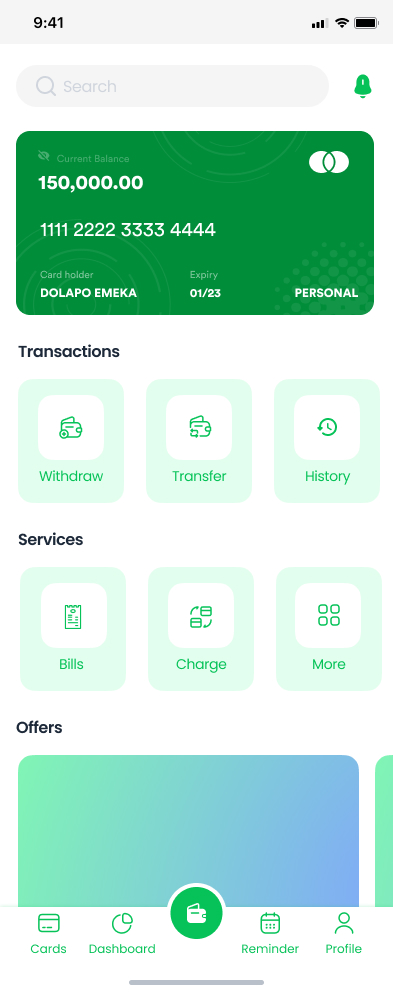 9:41
Search
Current Balance
150,000.00
1111 2222 3333 4444
Card holder Expiry
DOLAPO EMEKA 01/23 PERSONAL
Transactions
Withdraw Transfer History
Services
Bills Charge More
Offers
Cards Dashboard Reminder Profile